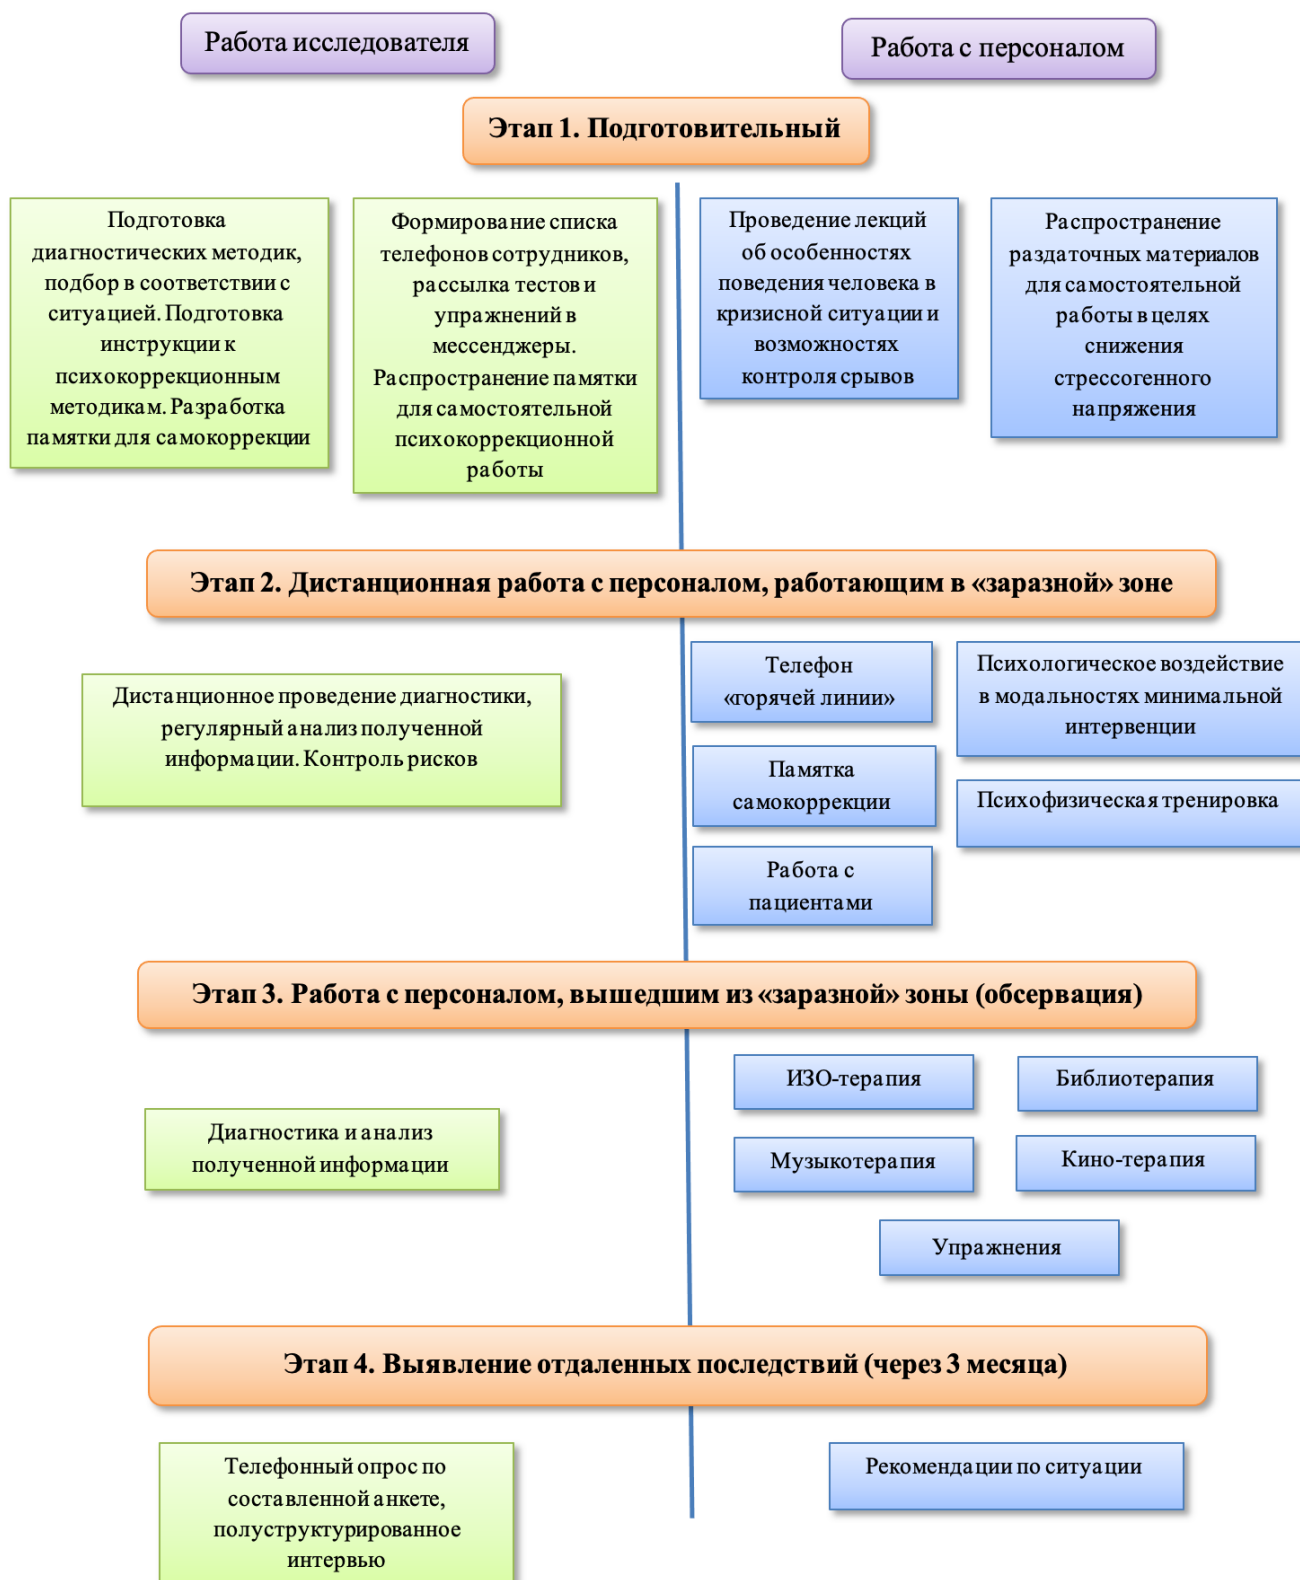 Работа исследователя
Работа с персоналом
Этап 1. Подготовительный
Подготовка
диагностических методик,
подбор в соответствии с
ситуацией. Подготовка
инструкции к
психокоррекционным
методикам. Разработка
памятки для самокоррекции
Формирование списка
телефонов сотрудников,
рассылка тестов и
упражнений в
мессенджеры.
Распространение памятки
для самостоятельной
психокоррекционной
работы
Проведение лекций
об особенностях
поведения человека в
кризисной ситуации и
возможностях
контроля срывов
Распространение
раздаточных материалов
для самостоятельной
работы в целях
снижения
стрессогенного
напряжения
Этап 2. Дистанционная работа с персоналом, работающим в «заразной» зоне
Дистанционное проведение диагностики,
регулярный анализ полученной
информации. Контроль рисков
Телефон
«горячей линии»
Психологическое воздействие
в модальностях минимальной
интервенции
Памятка
самокоррекции
Психофизическая тренировка
Работа с
пациентами
Этап 3. Работа с персоналом, вышедшим из «заразной» зоны (обсервация)
Диагностика и анализ
полученной информации
ИЗО-терапия
Библиотерапия
Музыкотерапия
Кино-терапия
Упражнения
Этап 4. Выявление отдаленных последствий (через 3 месяца)
Телефонный опрос по
составленной анкете,
полуструктурированное
интервью
Рекомендации по ситуации